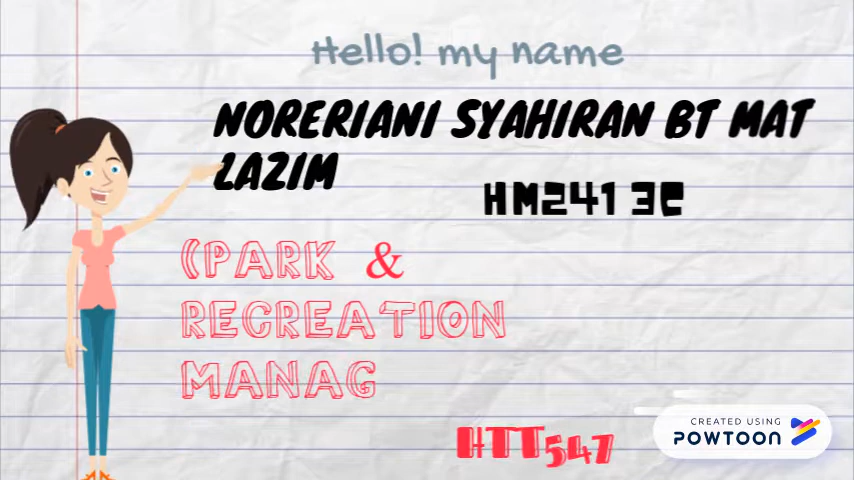 Hello! my name
NORERIANI SYAHIRAN BT MAT
LAZIM
HM241 3C
(PARK &
RECREATION
MANAG
HTT547
CREATED USING
POWTOON